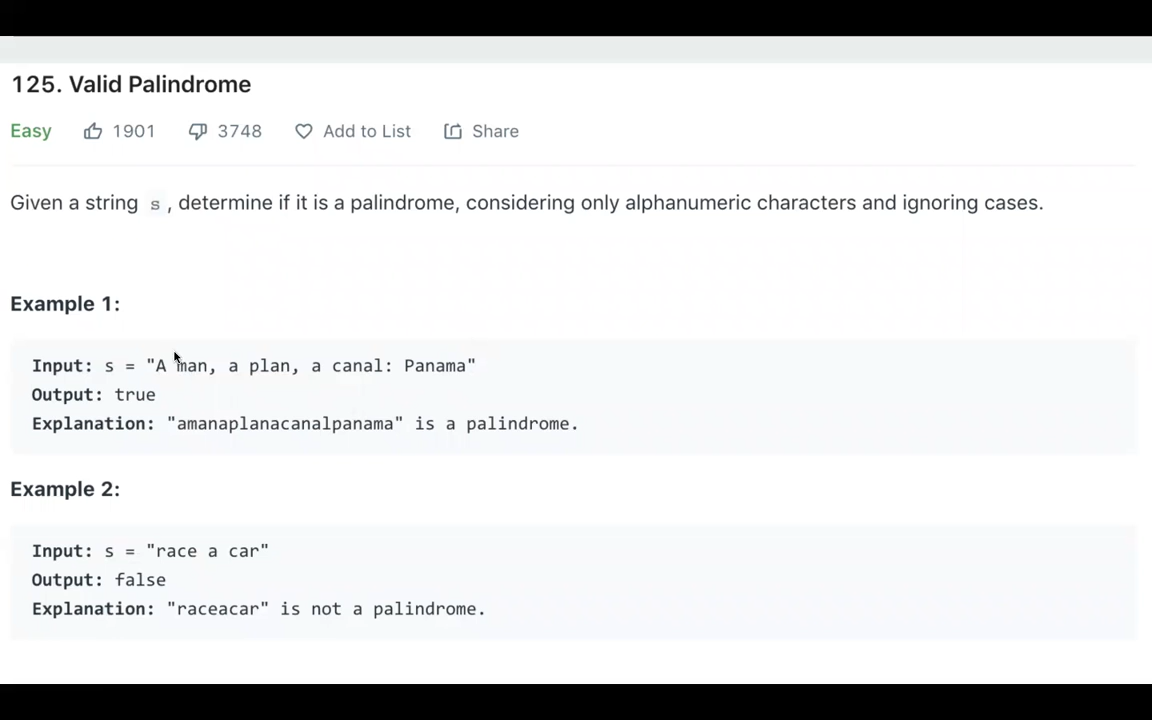 125. Valid Palindrome
Easy 1901 3748 Add to List Share
Given a string s, determine if it is a palindrome, considering only alphanumeric characters and ignoring cases.
Example 1:
Input: s = "A man, a plan, a canal: Panama"
Output: true
Explanation: "amanaplanacanalpanama" is a palindrome.
Example 2:
Input: s = "race a car"
Output: false
Explanation: "raceacar" is not a palindrome.